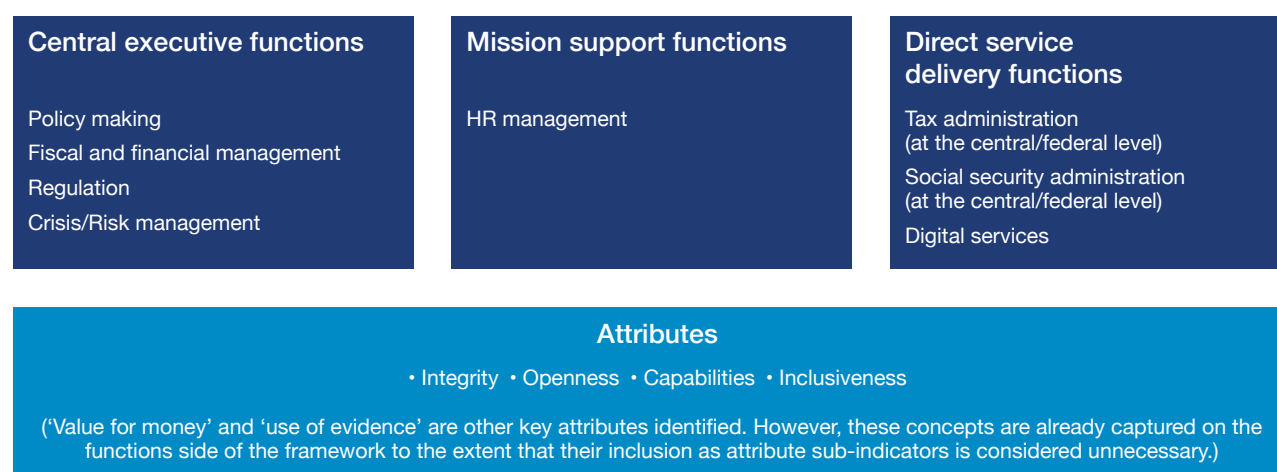 Central executive functions
Policy making
Fiscal and financial management
Regulation
Crisis/Risk management
Mission support functions
HR management
Direct service
delivery functions
Tax administration
(at the central/federal level)
Social security administration
(at the central/federal level)
Digital services
Attributes
• Integrity • Openness • Capabilities • Inclusiveness
(‘Value for money’ and ‘use of evidence’ are other key attributes identified. However, these concepts are already captured on the
functions side of the framework to the extent that their inclusion as attribute sub-indicators is considered unnecessary.)